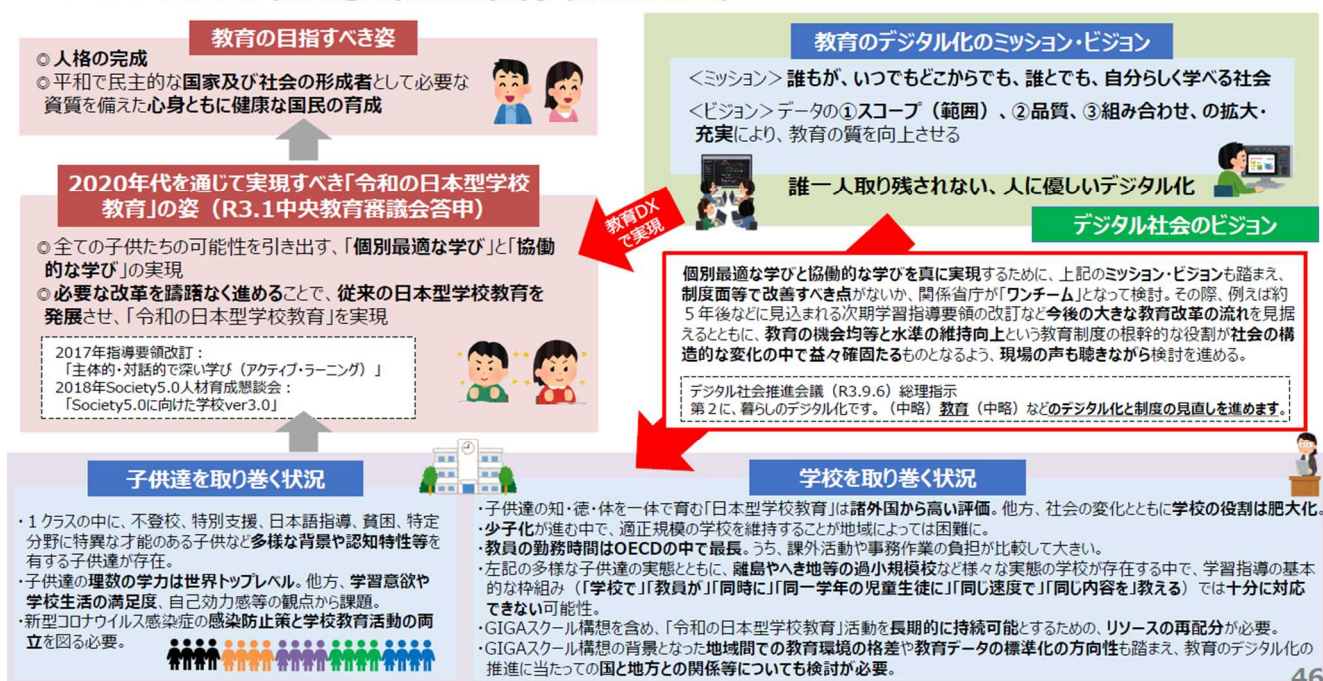 教育の目指すべき姿
◎人格の完成
◎平和で民主的な国家及び社会の形成者として必要な
資質を備えた心身ともに健康な国民の育成
2020年代を通じて実現すべき「令和の日本型学校
教育」の姿（R3.1中央教育審議会答申）
◎全ての子供たちの可能性を引き出す、「個別最適な学び」と「協働
的な学び」の実現
◎必要な改革を躊躇なく進めることで、従来の日本型学校教育を
発展させ、「令和の日本型学校教育」を実現
2017年指導要領改訂：
「主体的・対話的で深い学び（アクティブ・ラーニング）」
2018年Society5.0人材育成懇談会：
「Society5.0に向けた学校ver3.0」
教育のデジタル化のミッション・ビジョン
＜ミッション＞誰もが、いつでもどこからでも、誰とでも、自分らしく学べる社会
＜ビジョン＞データの①スコープ（範囲）、②品質、③組み合わせ、の拡大・
充実により、教育の質を向上させる
誰一人取り残されない、人に優しいデジタル化
デジタル社会のビジョン
教育DX
で実現
個別最適な学びと協働的な学びを真に実現するために、上記のミッション・ビジョンも踏まえ、
制度面等で改善すべき点がないか、関係省庁が「ワンチーム」となって検討。その際、例えば約
５年後などに見込まれる次期学習指導要領の改訂など今後の大きな教育改革の流れを見据
えるとともに、教育の機会均等と水準の維持向上という教育制度の根幹的な役割が社会の構
造的な変化の中で益々確固たるものとなるよう、現場の声も聴きながら検討を進める。
デジタル社会推進会議（R3.9.6）総理指示
第２に、暮らしのデジタル化です。（中略）教育（中略）などのデジタル化と制度の見直しを進めます。
子供達を取り巻く状況
・１クラスの中に、不登校、特別支援、日本語指導、貧困、特定
分野に特異な才能のある子供など多様な背景や認知特性等を
有する子供達が存在。
・子供達の理数の学力は世界トップレベル。他方、学習意欲や
学校生活の満足度、自己効力感等の観点から課題。
・新型コロナウイルス感染症の感染防止策と学校教育活動の両
立を図る必要。
学校を取り巻く状況
・子供達の知・徳・体を一体で育む「日本型学校教育」は諸外国から高い評価。他方、社会の変化とともに学校の役割は肥大化。
・少子化が進む中で、適正規模の学校を維持することが地域によっては困難に。
・教員の勤務時間はOECDの中で最長。うち、課外活動や事務作業の負担が比較して大きい。
・左記の多様な子供達の実態とともに、離島やへき地等の過小規模校など様々な実態の学校が存在する中で、学習指導の基本
的な枠組み（「学校で」「教員が」「同時に」「同一学年の児童生徒に」「同じ速度で」「同じ内容を」教える）では十分に対応
できない可能性。
・GIGAスクール構想を含め、「令和の日本型学校教育」活動を長期的に持続可能とするための、リソースの再配分が必要。
・GIGAスクール構想の背景となった地域間での教育環境の格差や教育データの標準化の方向性も踏まえ、教育のデジタル化の
推進に当たっての国と地方との関係等についても検討が必要。
46